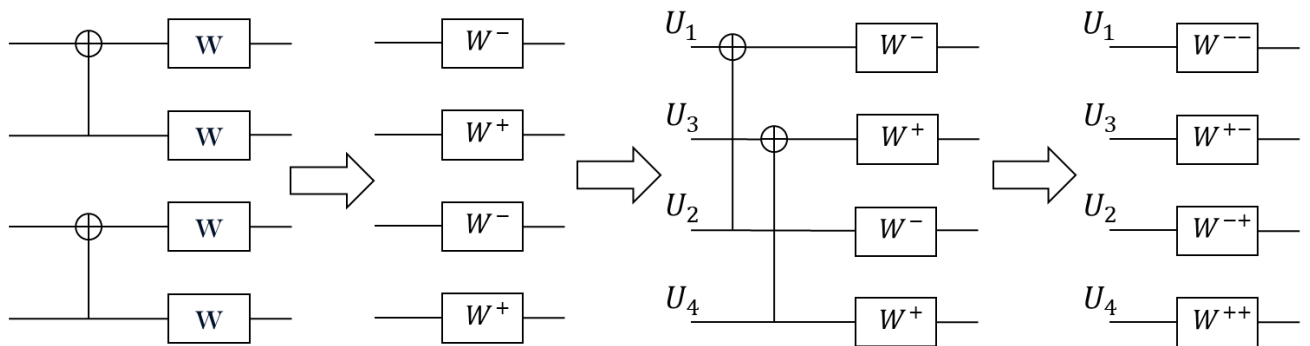 W W⁻ U₁ W⁻ U₁ W⁻⁻
W W⁺ U₃ W⁺ U₃ W⁺⁻
W W⁻ U₂ W⁻ U₂ W⁻⁺
W W⁺ U₄ W⁺ U₄ W⁺⁺